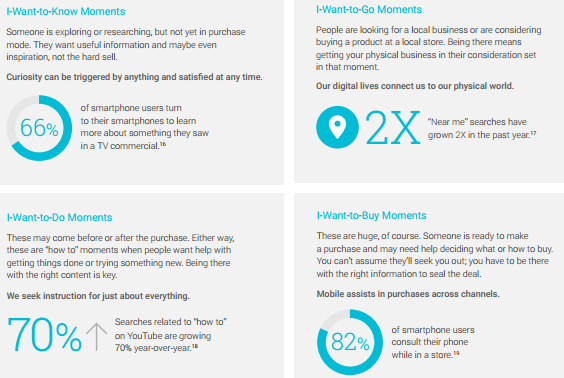 I-Want-to-Know Moments
Someone is exploring or researching, but not yet in purchase
mode. They want useful information and maybe even
inspiration, not the hard sell.
Curiosity can be triggered by anything and satisfied at any time.
66%
of smartphone users turn
to their smartphones to learn
more about something they saw
in a TV commercial.16
I-Want-to-Go Moments
People are looking for a local business or are considering
buying a product at a local store. Being there means
getting your physical business in their consideration set
in that moment.
Our digital lives connect us to our physical world.
2X
"Near me" searches have
grown 2X in the past year.17
I-Want-to-Do Moments
These may come before or after the purchase. Either way,
these are "how to" moments when people want help with
getting things done or trying something new. Being there
with the right content is key.
We seek instruction for just about everything.
70%
Searches related to "how to"
on YouTube are growing
70% year-over-year.18
I-Want-to-Buy Moments
These are huge, of course. Someone is ready to make
a purchase and may need help deciding what or how to buy.
You can't assume they'll seek you out; you have to be there
with the right information to seal the deal.
Mobile assists in purchases across channels.
82%
of smartphone users
consult their phone
while in a store.19